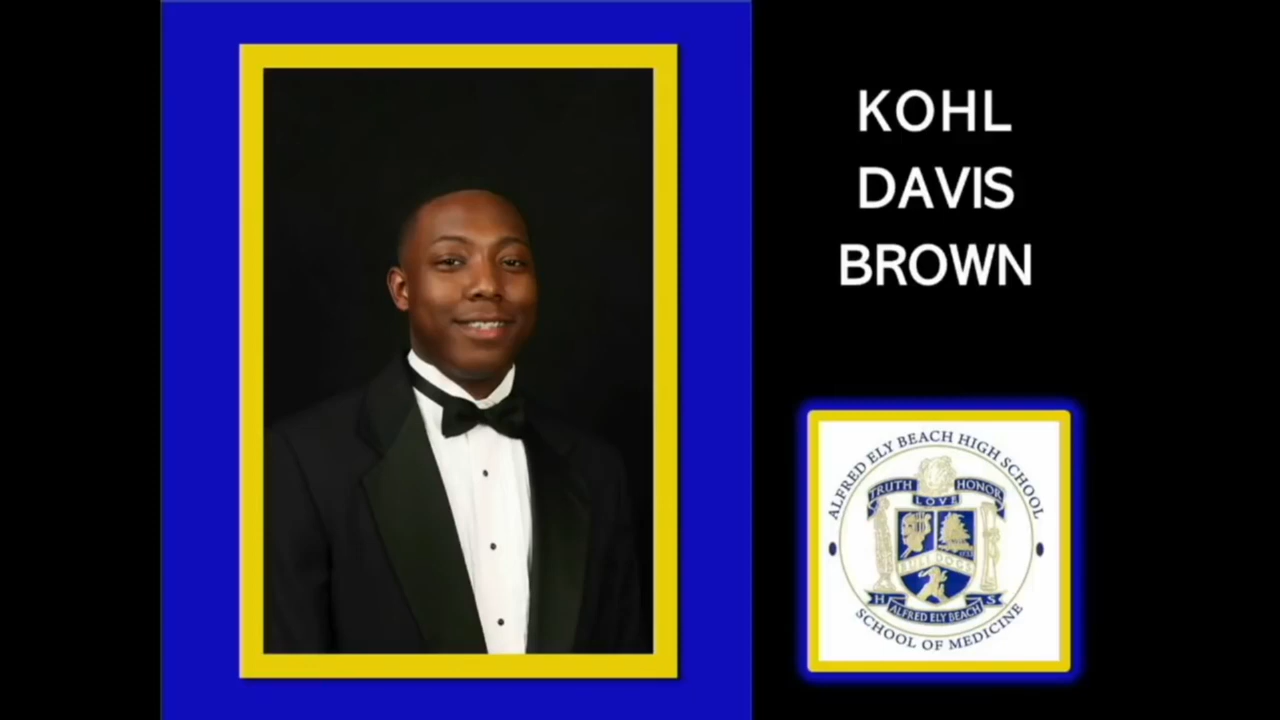 KOHL
DAVIS
BROWN
ALFRED ELY BEACH HIGH SCHOOL
TRUTH HONOR
LOVE
BULLDOGS
H S
ALFRED ELY BEACH
SCHOOL OF MEDICINE